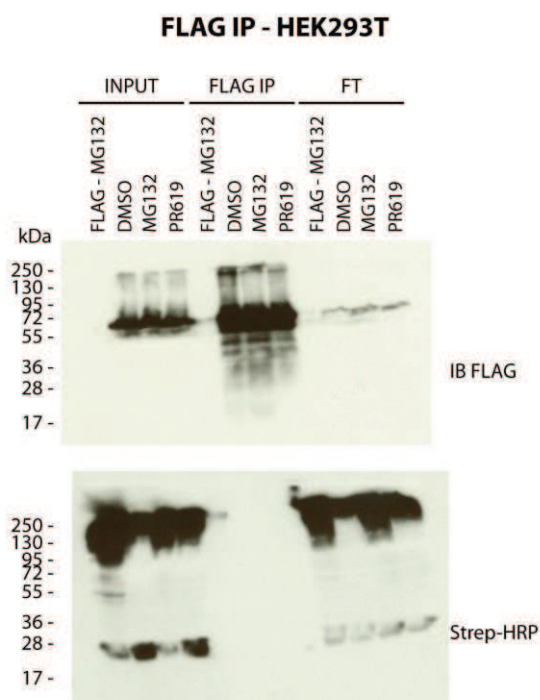 FLAG IP - HEK293T
INPUT FLAG IP FT
FLAG - MG132 DMSO MG132 PR619 FLAG - MG132 DMSO MG132 PR619 FLAG - MG132 DMSO MG132 PR619
kDa
250 -
130 -
95 -
72 -
55 -
36 -
28 -
17 -
IB FLAG
250 -
130 -
95 -
72 -
55 -
36 -
28 -
17 -
Strep-HRP